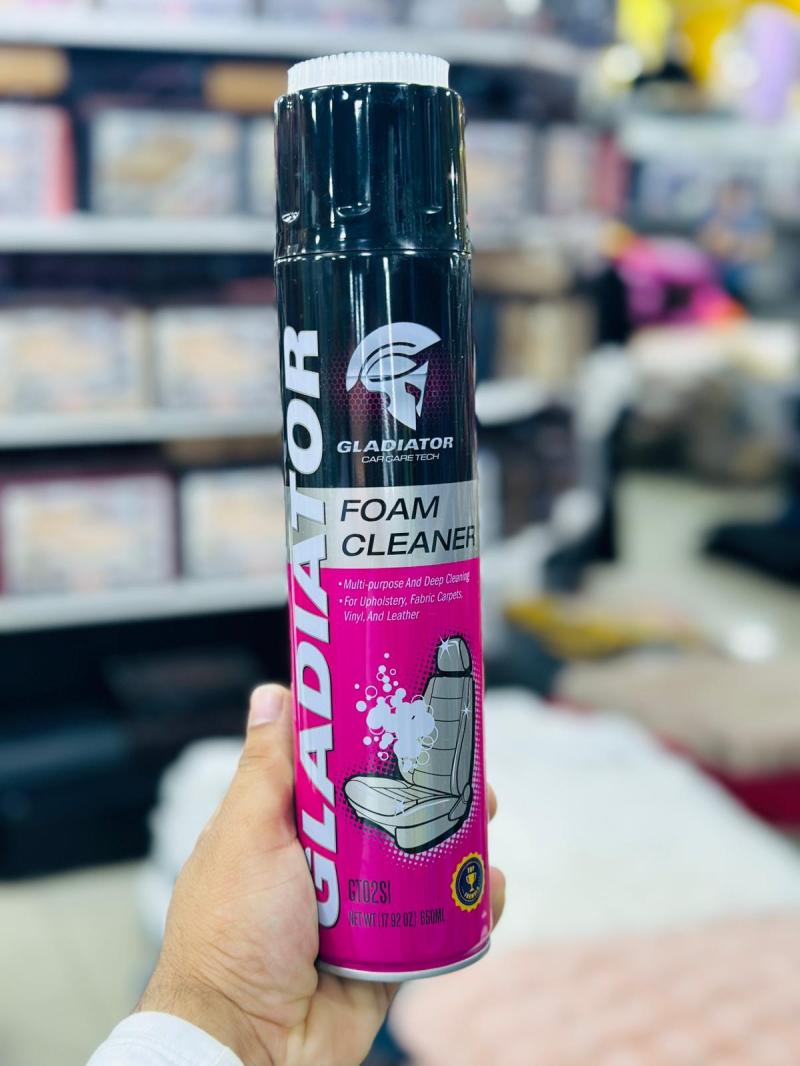 GLADIATOR
GLADIATOR
CAR CARE TECH
FOAM
CLEANER
• Multi-purpose And Deep Cleaning
• For Upholstery, Fabric Carpets,
Vinyl, And Leather
TOP
GT02SI
NET WT (17.92 OZ) 650ML